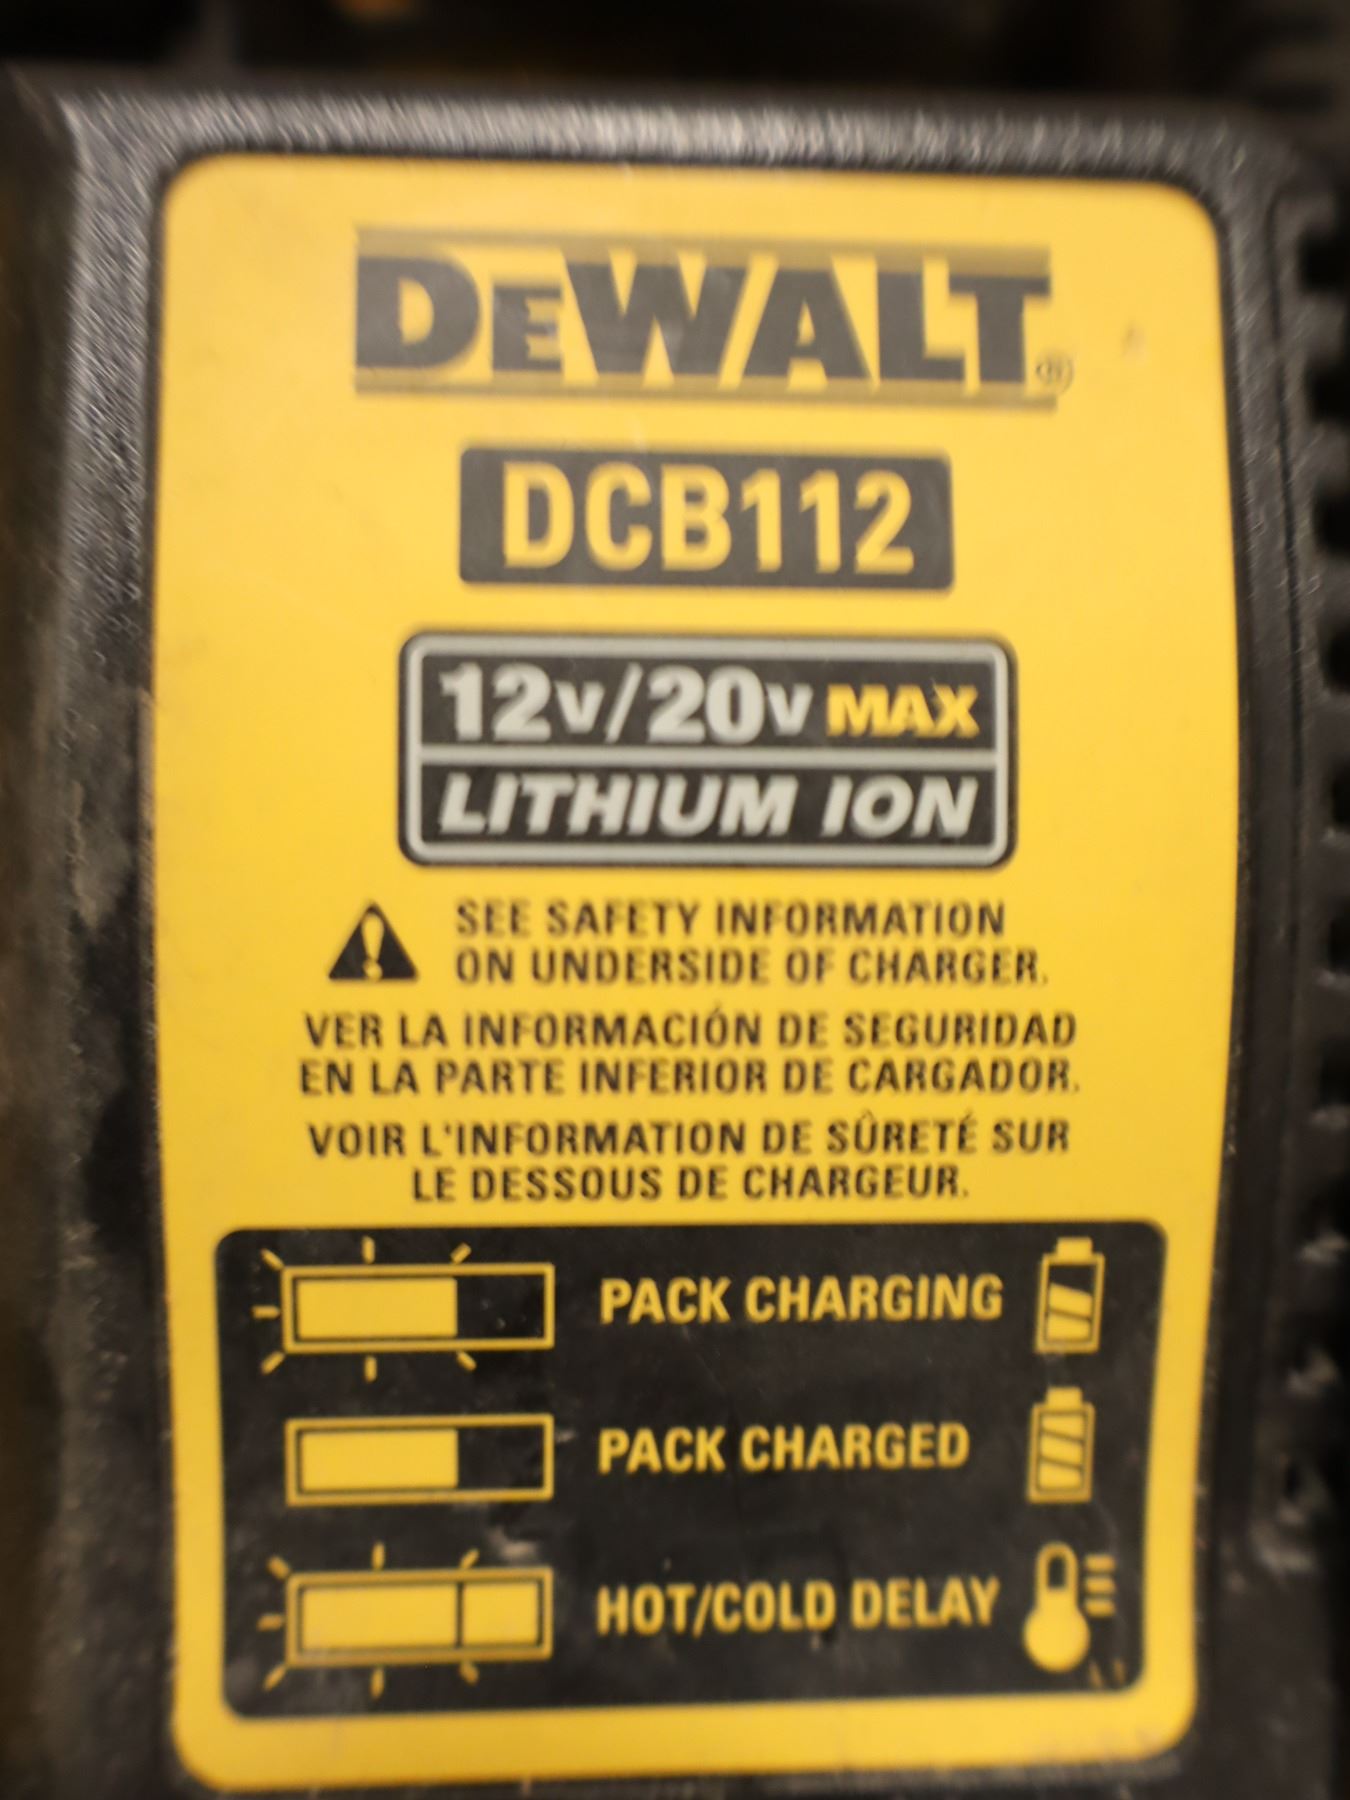 DEWALT®
DCB112
12V/20V MAX
LITHIUM ION
SEE SAFETY INFORMATION
ON UNDERSIDE OF CHARGER.
VER LA INFORMACIÓN DE SEGURIDAD
EN LA PARTE INFERIOR DE CARGADOR.
VOIR L'INFORMATION DE SÛRETÉ SUR
LE DESSOUS DE CHARGEUR.
PACK CHARGING
PACK CHARGED
HOT/COLD DELAY